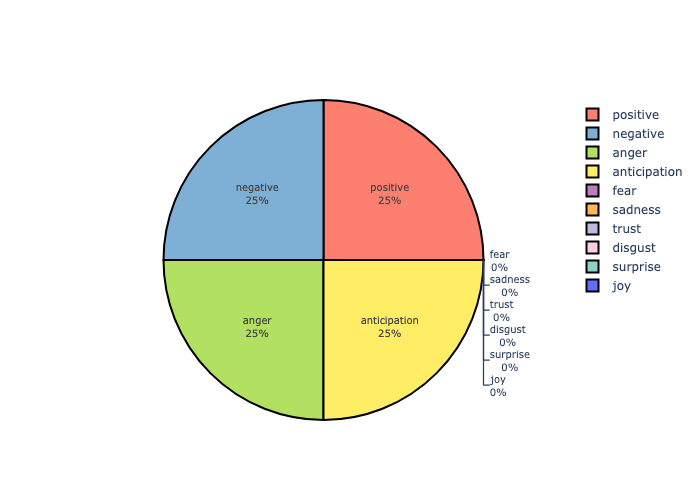 negative
25%
positive
25%
anger
25%
anticipation
25%
fear
0%
sadness
0%
trust
0%
disgust
0%
surprise
0%
joy
0%
positive
negative
anger
anticipation
fear
sadness
trust
disgust
surprise
joy